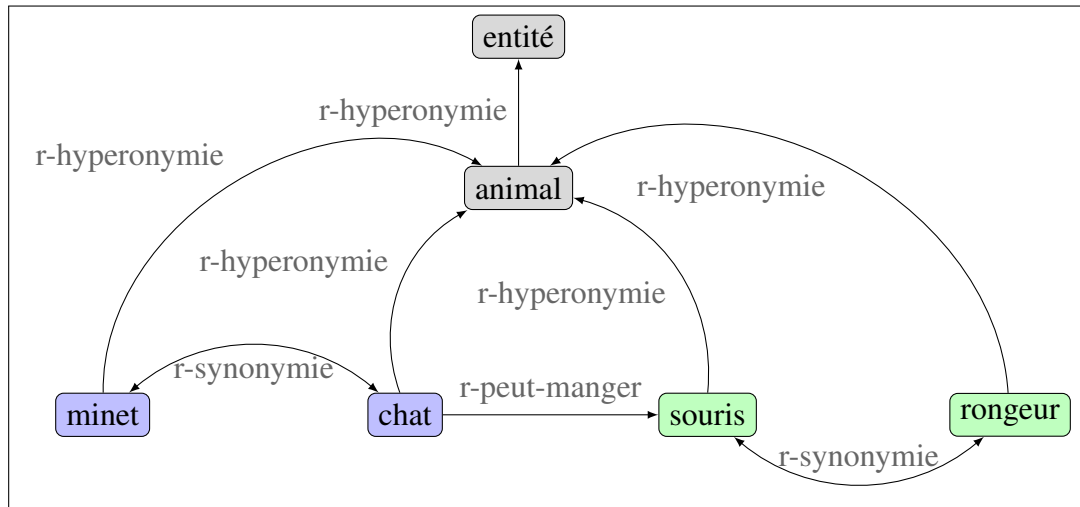 entité
r-hyperonymie
r-hyperonymie
animal
r-hyperonymie
r-hyperonymie
r-hyperonymie
r-synonymie
r-peut-manger
minet
chat
souris
rongeur
r-synonymie